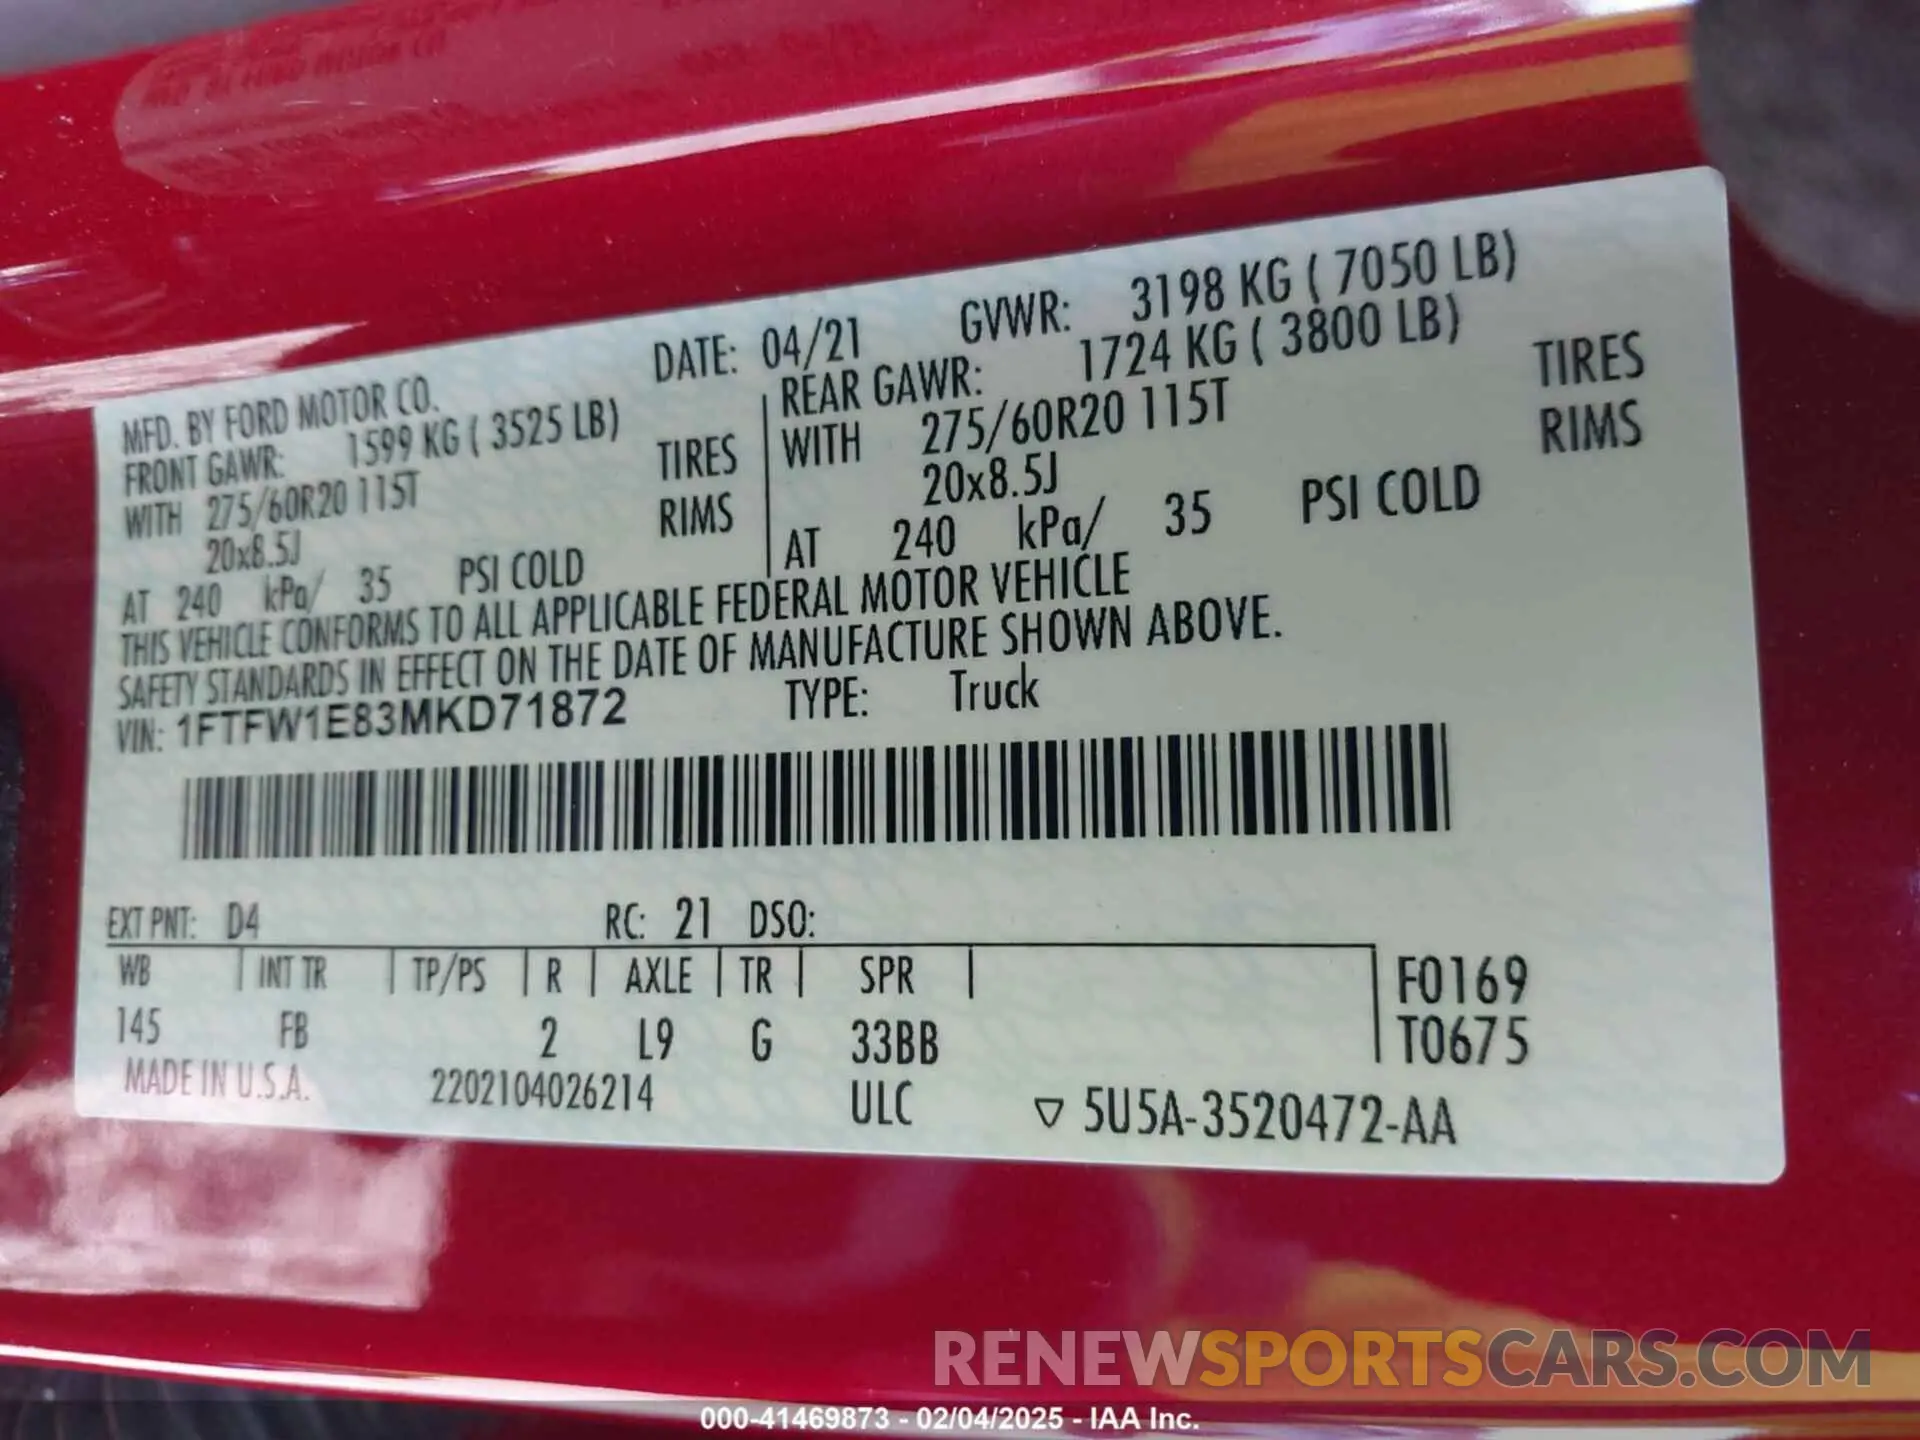 MFD. BY FORD MOTOR CO.
DATE: 04/21 GVWR: 3198 KG ( 7050 LB)
FRONT GAWR: 1599 KG ( 3525 LB)
WITH 275/60R20 115T TIRES
20x8.5J RIMS
AT 240 kPa/ 35 PSI COLD
REAR GAWR: 1724 KG ( 3800 LB)
WITH 275/60R20 115T TIRES
20x8.5J RIMS
AT 240 kPa/ 35 PSI COLD
THIS VEHICLE CONFORMS TO ALL APPLICABLE FEDERAL MOTOR VEHICLE
SAFETY STANDARDS IN EFFECT ON THE DATE OF MANUFACTURE SHOWN ABOVE.
VIN: 1FTFW1E83MKD71872 TYPE: Truck
EXT PNT: D4 RC: 21 DSO:
WB INT TR TP/PS R AXLE TR SPR
145 FB 2 L9 G 33BB
F0169
T0675
MADE IN U.S.A. 2202104026214 ULC ▽ 5U5A-3520472-AA
RENEWSPORTSCARS.COM
000-41469873 - 02/04/2025 - IAA Inc.